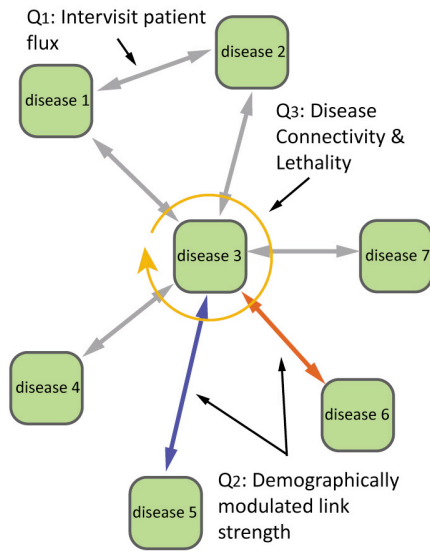 Q1: Intervisit patient
flux
disease 2
disease 1
Q3: Disease
Connectivity &
Lethality
disease 3
disease 7
disease 4
disease 6
Q2: Demographically
modulated link
strength
disease 5